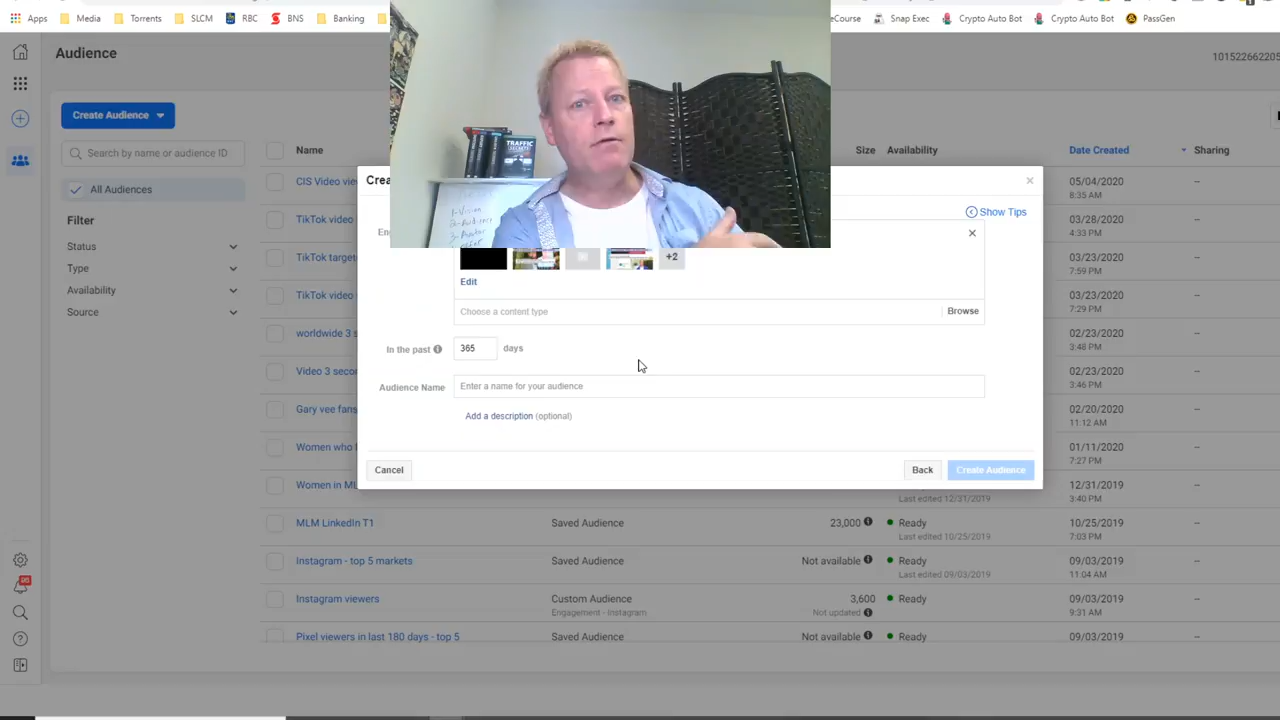 Apps Media Torrents SLCM RBC BNS Banking
eCourse Snap Exec Crypto Auto Bot Crypto Auto Bot PassGen
Audience
101522662205
Create Audience
Search by name or audience ID
All Audiences
Filter
Status
Type
Availability
Source
Name Size Availability Date Created Sharing
CIS Video vie 05/04/2020 --
8:35 AM
TikTok video 03/28/2020 --
4:33 PM
TikTok target 03/23/2020 --
7:59 PM
TikTok video 03/23/2020 --
7:29 PM
worldwide 3 s 02/23/2020 --
3:48 PM
Video 3 seco 02/23/2020 --
3:46 PM
Gary vee fans 02/20/2020 --
11:12 AM
Women who 01/11/2020 --
7:27 PM
Women in ML 12/31/2019 --
Last edited 12/31/2019 3:40 PM
MLM LinkedIn T1 Saved Audience 23,000 Ready 10/25/2019 --
Last edited 10/25/2019 7:03 PM
Instagram - top 5 markets Saved Audience Not available Ready 09/03/2019 --
Last edited 09/03/2019 11:04 AM
Instagram viewers Custom Audience 3,600 Ready 09/03/2019 --
Engagement - Instagram Not updated 9:31 AM
Pixel viewers in last 180 days - top 5 Saved Audience Not available Ready 09/03/2019 --
TRAFFIC
SECRETS
1-Vision
2-Audience
Crea
Show Tips
En
+2
Edit
Choose a content type Browse
In the past 365 days
Audience Name Enter a name for your audience
Add a description (optional)
Cancel Back Create Audience